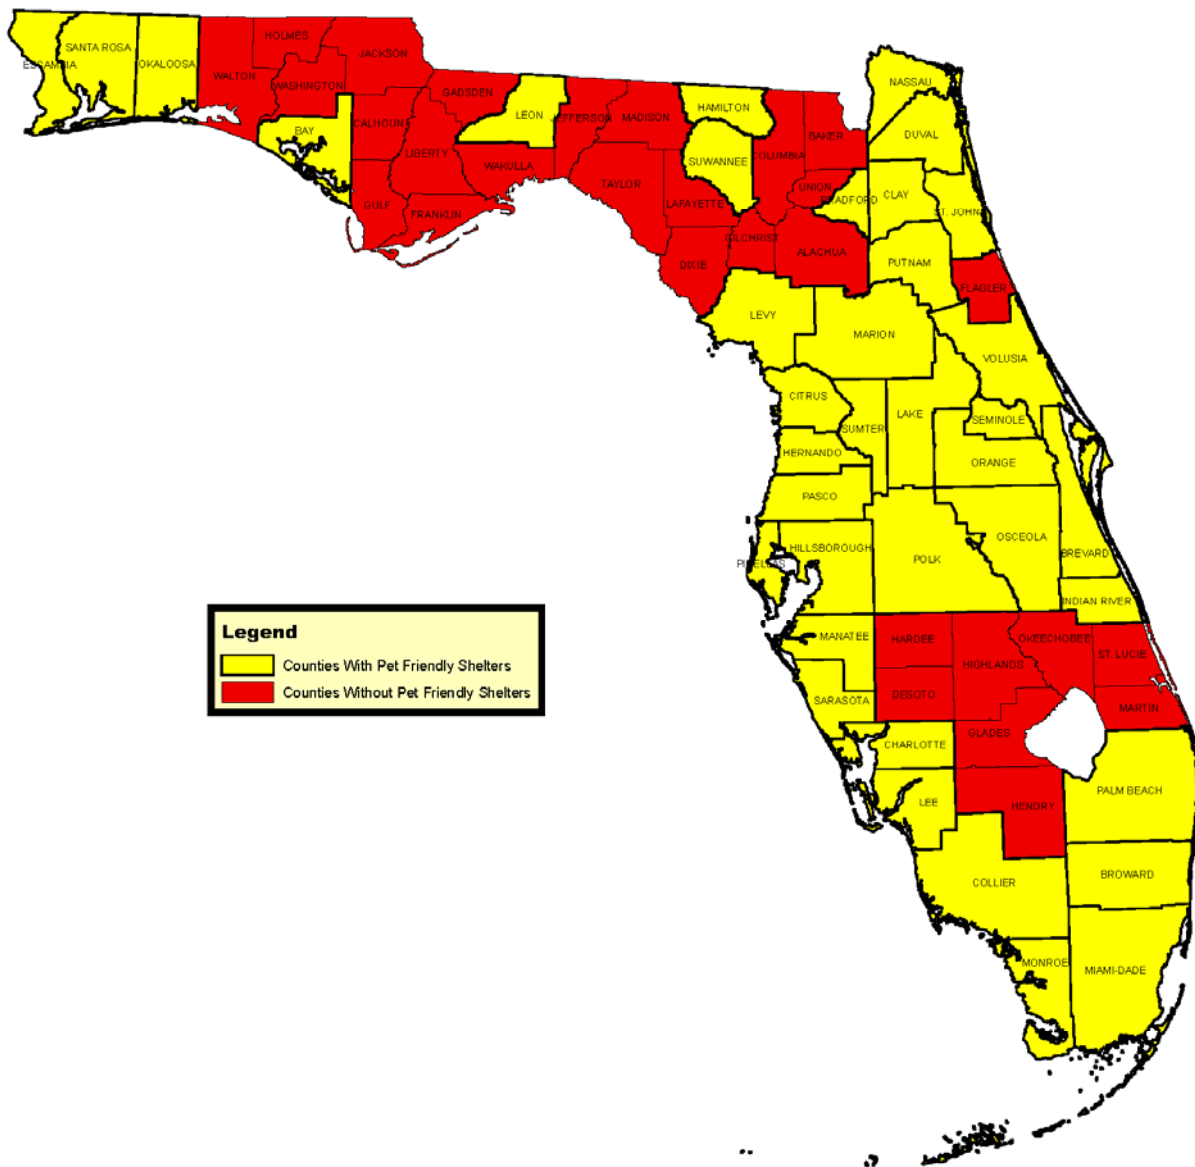 HOLMES
SANTA ROSA
JACKSON
ESCAMBIA
OKALOOSA
WALTON
WASHINGTON
NASSAU
GADSDEN
HAMILTON
LEON
JEFFERSON
MADISON
CALHOUN
BAY
DUVAL
BAKER
LIBERTY
COLUMBIA
SUWANNEE
WAKULLA
TAYLOR
UNION
CLAY
BRADFORD
LAFAYETTE
GULF
FRANKLIN
ST. JOHNS
GILCHRIST
ALACHUA
DIXIE
PUTNAM
FLAGLER
LEVY
MARION
VOLUSIA
CITRUS
LAKE
SEMINOLE
SUMTER
HERNANDO
ORANGE
PASCO
OSCEOLA
HILLSBOROUGH
BREVARD
POLK
PINELLAS
INDIAN RIVER
MANATEE
HARDEE
OKEECHOBEE
ST. LUCIE
HIGHLANDS
DESOTO
SARASOTA
MARTIN
GLADES
CHARLOTTE
PALM BEACH
LEE
HENDRY
BROWARD
COLLIER
MONROE
MIAMI-DADE
Legend
Counties With Pet Friendly Shelters
Counties Without Pet Friendly Shelters